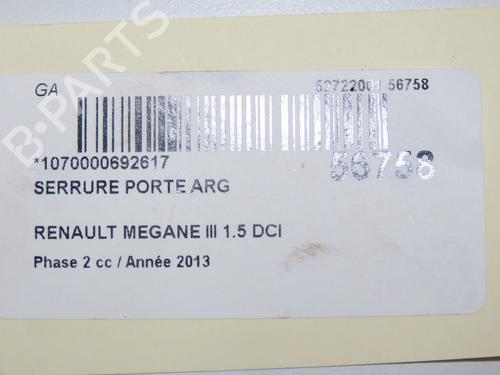 B-PARTS
GA
52722001 56758
*1070000692617
56758
SERRURE PORTE ARG
RENAULT MEGANE III 1.5 DCI
Phase 2 cc / Année 2013